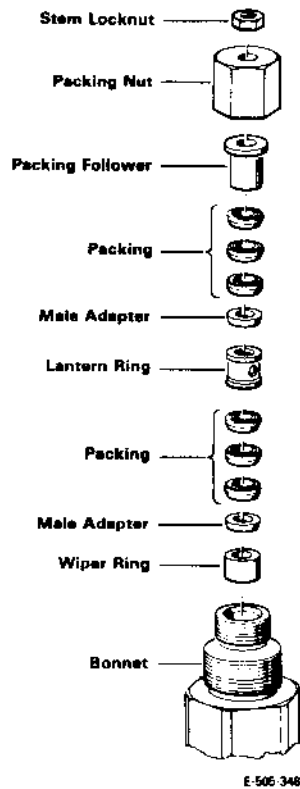 Stem Locknut
Packing Nut
Packing Follower
Packing
Male Adapter
Lantern Ring
Packing
Male Adapter
Wiper Ring
Bonnet
E-505-346